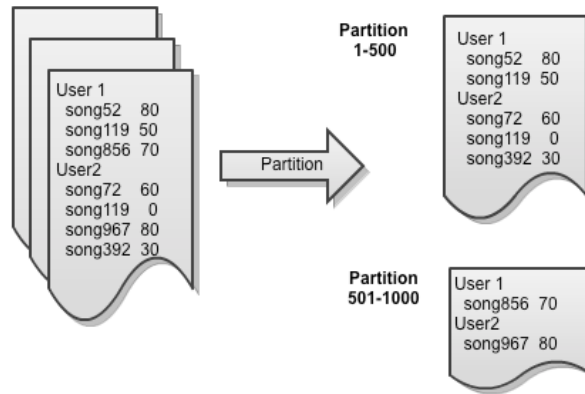 User 1
song52 80
song119 50
song856 70
User2
song72 60
song119 0
song967 80
song392 30
Partition
Partition
1-500
User 1
song52 80
song119 50
User2
song72 60
song119 0
song392 30
Partition
501-1000
User 1
song856 70
User2
song967 80